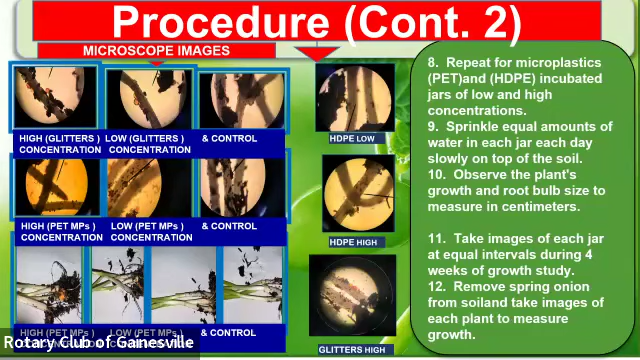 Procedure (Cont. 2)
MICROSCOPE IMAGES
HIGH (GLITTERS ) LOW (GLITTERS ) & CONTROL
CONCENTRATION CONCENTRATION
HIGH (PET MPs ) LOW (PET MPs ) & CONTROL
CONCENTRATION CONCENTRATION
HIGH (PET MPs ) LOW (PET MPs ) & CONTROL
Rotary Club of Gainesville
HDPE LOW
HDPE HIGH
GLITTERS HIGH
8. Repeat for microplastics
(PET)and (HDPE) incubated
jars of low and high
concentrations.
9. Sprinkle equal amounts of
water in each jar each day
slowly on top of the soil.
10. Observe the plant's
growth and root bulb size to
measure in centimeters.
11. Take images of each jar
at equal intervals during 4
weeks of growth study.
12. Remove spring onion
from soiland take images of
each plant to measure
growth.